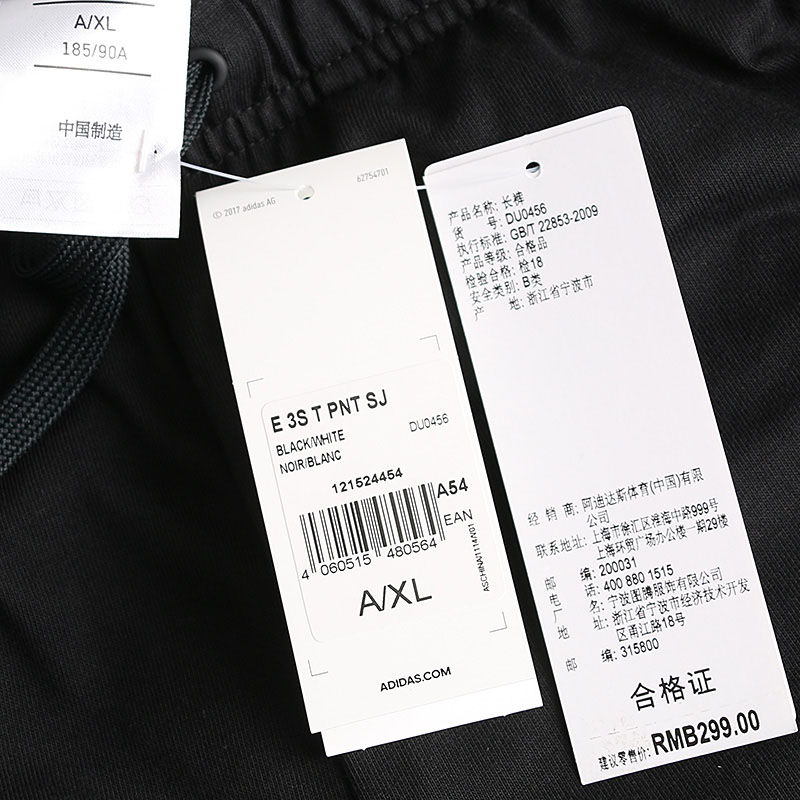 A/XL
185/90A
中国制造
© 2017 adidas AG
62754701
E 3S T PNT SJ
BLACK/WHITE
DU0456
NOIR/BLANC
121524454
A54
EAN
4 060515 480564
A/XL
ADIDAS.COM
产品名称: 长裤
货 号: DU0456
执行标准: GB/T 22853-2009
产品等级: 合格品
检验合格: 检18
安全类别: B类
产 地: 浙江省宁波市
经 销 商: 阿迪达斯体育(中国)有限
公司
联系地址: 上海市徐汇区淮海中路999号
上海环贸广场办公楼一期29楼
邮 编: 200031
电 话: 400 880 1515
厂 名: 宁波图腾服饰有限公司
地 址: 浙江省宁波市经济技术开发
区甬江路18号
邮 编: 315800
合格证
建议零售价: RMB299.00